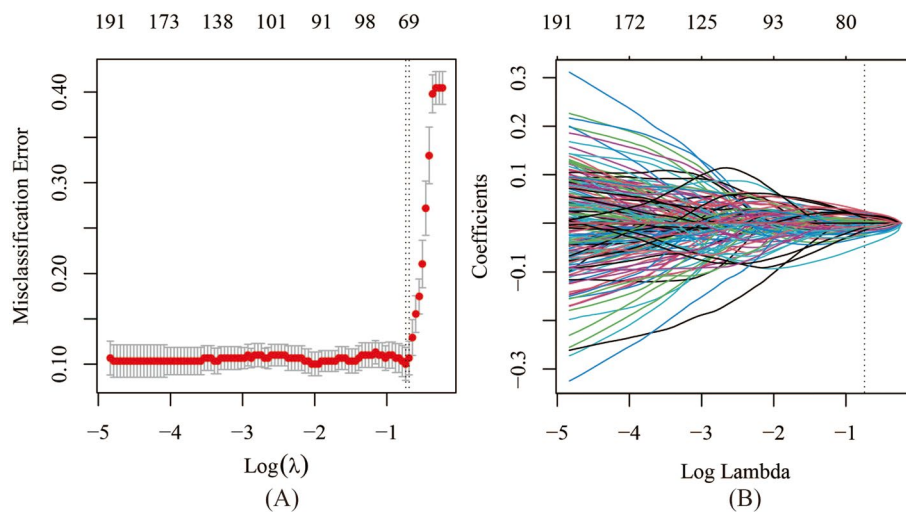 191 173 138 101 91 98 69
Misclassification Error
0.40
0.30
0.20
0.10
−5 −4 −3 −2 −1
Log(λ)
(A)
191 172 125 93 80
Coefficients
0.3
0.2
0.1
−0.1
−0.3
−5 −4 −3 −2 −1
Log Lambda
(B)